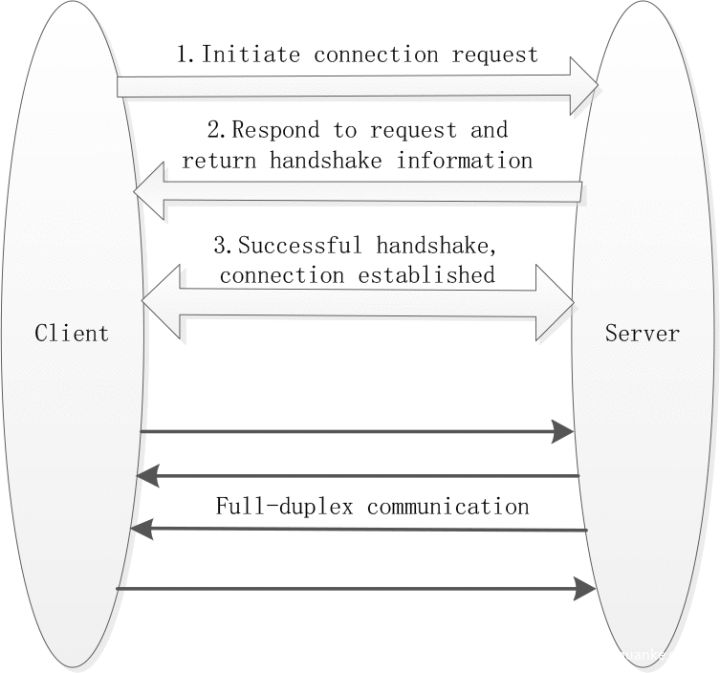 1.Initiate connection request
2.Respond to request and
return handshake information
3.Successful handshake,
connection established
Client
Server
Full-duplex communication